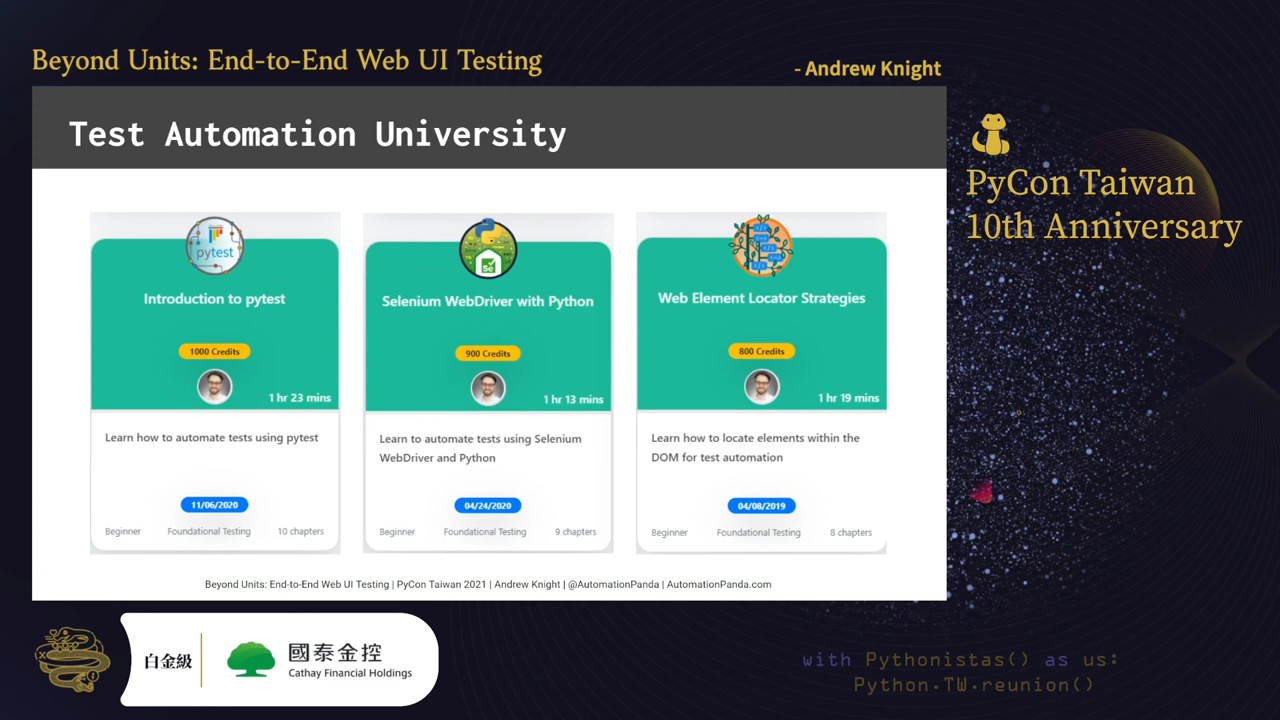 Beyond Units: End-to-End Web UI Testing
- Andrew Knight
Test Automation University
PyCon Taiwan
10th Anniversary
pytest
Introduction to pytest
1000 Credits
1 hr 23 mins
Learn how to automate tests using pytest
11/06/2020
Beginner Foundational Testing 10 chapters
Se
Selenium WebDriver with Python
900 Credits
1 hr 13 mins
Learn to automate tests using Selenium
WebDriver and Python
04/24/2020
Beginner Foundational Testing 9 chapters
Web Element Locator Strategies
800 Credits
1 hr 19 mins
Learn how to locate elements within the
DOM for test automation
04/08/2019
Beginner Foundational Testing 8 chapters
Beyond Units: End-to-End Web UI Testing | PyCon Taiwan 2021 | Andrew Knight | @AutomationPanda | AutomationPanda.com
白金級
國泰金控
Cathay Financial Holdings
with Pythonistas() as us:
Python.TW.reunion()